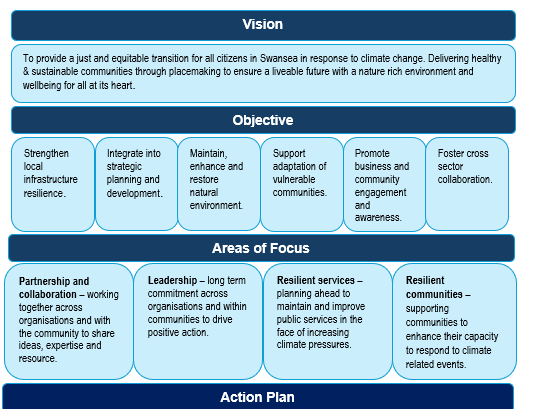 Vision
To provide a just and equitable transition for all citizens in Swansea in response to climate change. Delivering healthy
& sustainable communities through placemaking to ensure a liveable future with a nature rich environment and
wellbeing for all at its heart.
Objective
Strengthen
local
infrastructure
resilience.
Integrate into
strategic
planning and
development.
Maintain,
enhance and
restore
natural
environment.
Support
adaptation of
vulnerable
communities.
Promote
business and
community
engagement
and
awareness.
Foster cross
sector
collaboration.
Areas of Focus
Partnership and
collaboration – working
together across
organisations and with
the community to share
ideas, expertise and
resource.
Leadership – long term
commitment across
organisations and within
communities to drive
positive action.
Resilient services –
planning ahead to
maintain and improve
public services in the
face of increasing
climate pressures.
Resilient
communities –
supporting
communities to
enhance their capacity
to respond to climate
related events.
Action Plan